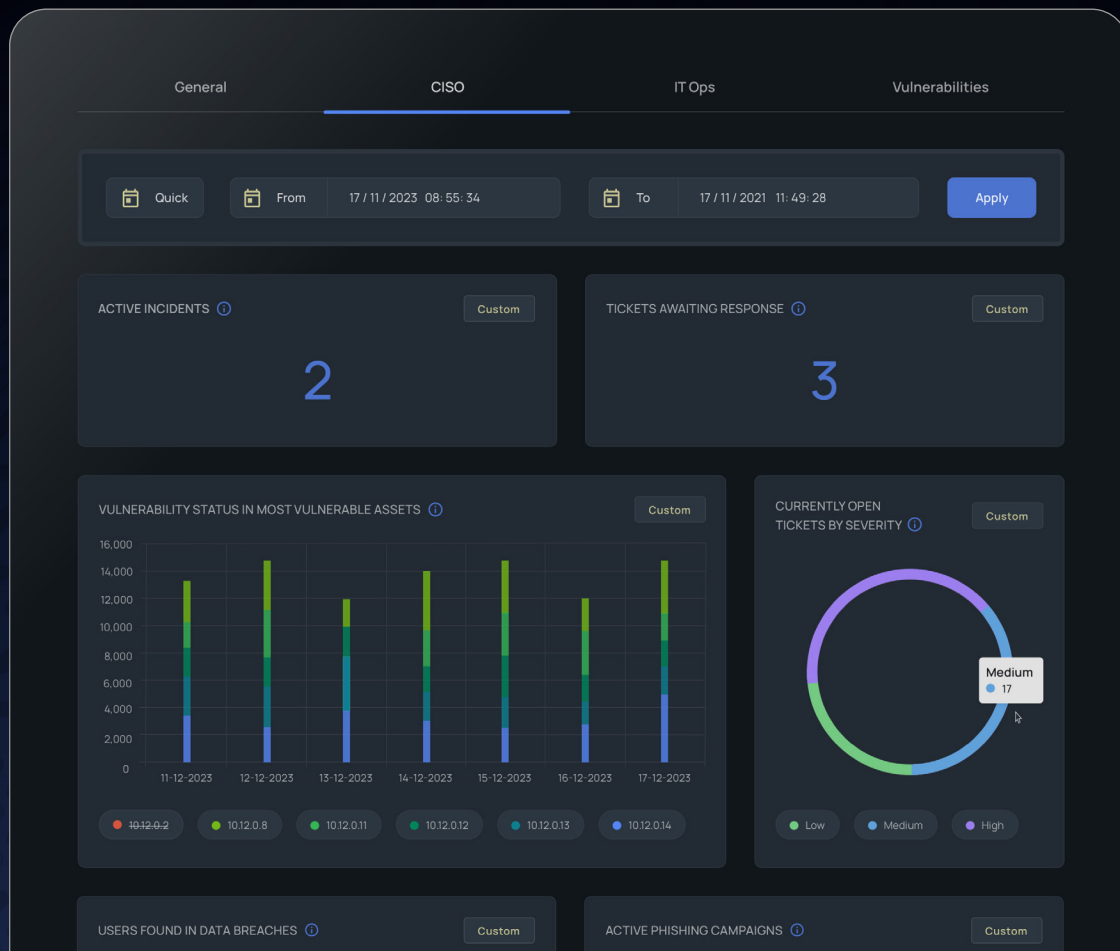 General CISO IT Ops Vulnerabilities
Quick From 17 / 11 / 2023 08: 55: 34 To 17 / 11 / 2021 11: 49: 28 Apply
ACTIVE INCIDENTS Custom
2
TICKETS AWAITING RESPONSE Custom
3
VULNERABILITY STATUS IN MOST VULNERABLE ASSETS Custom
16,000
14,000
12,000
10,000
8,000
6,000
4,000
2,000
0
11-12-2023 12-12-2023 13-12-2023 14-12-2023 15-12-2023 16-12-2023 17-12-2023
10.12.0.2 10.12.0.8 10.12.0.11 10.12.0.12 10.12.0.13 10.12.0.14
CURRENTLY OPEN
TICKETS BY SEVERITY Custom
Medium
17
Low Medium High
USERS FOUND IN DATA BREACHES Custom
ACTIVE PHISHING CAMPAIGNS Custom